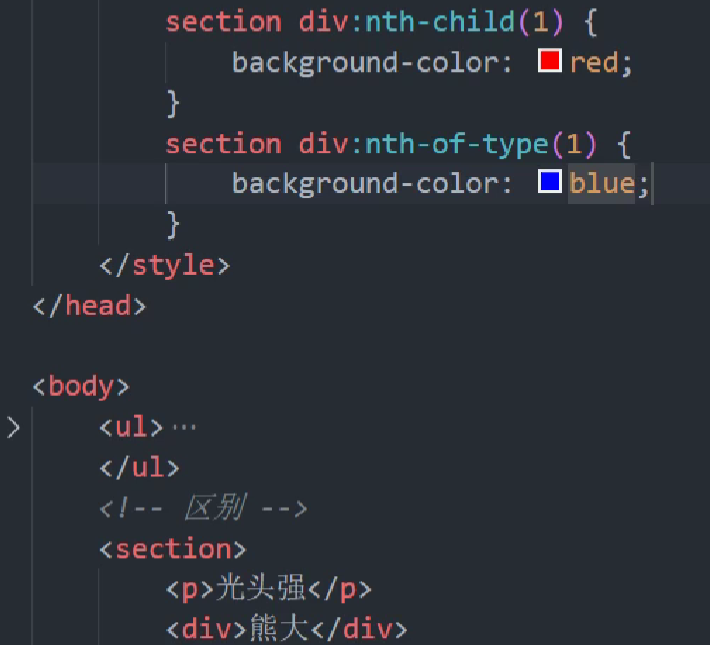 section div:nth-child(1) {
background-color: red;
}
section div:nth-of-type(1) {
background-color: blue;
}
</style>
</head>
<body>
<ul>…
</ul>
<!-- 区别 -->
<section>
<p>光头强</p>
<div>熊大</div>